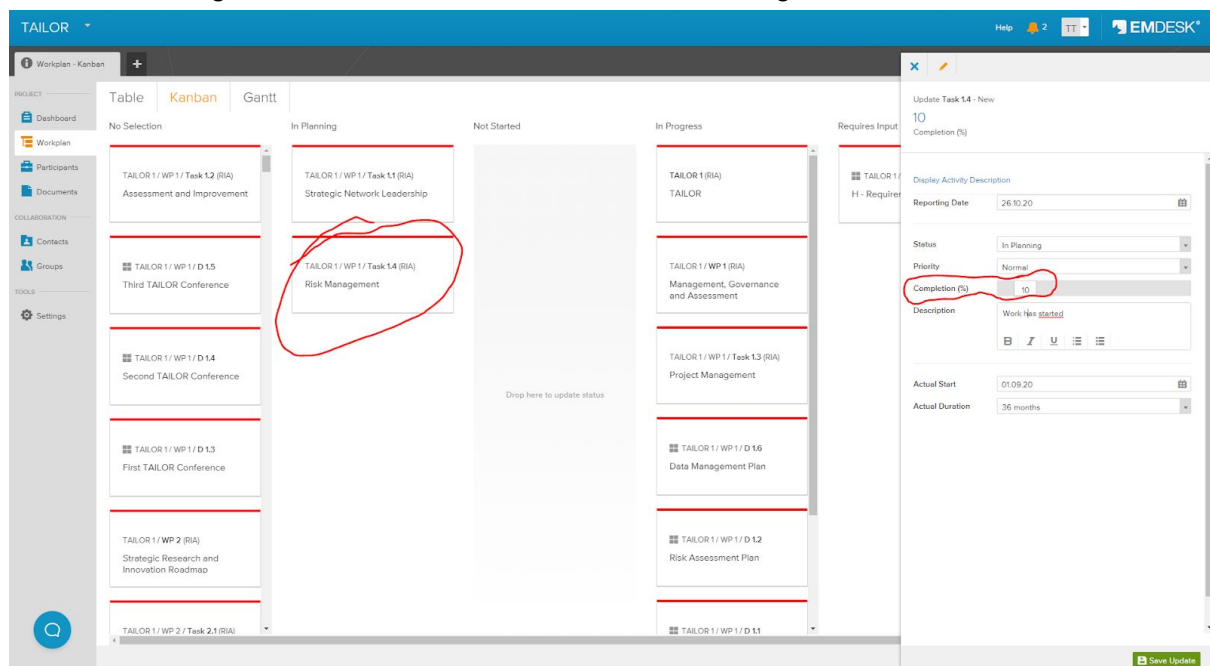 TAILOR
Help 2 TT EMDESK®
Workplan - Kanban +
PROJECT
Dashboard
Workplan
Participants
Documents
COLLABORATION
Contacts
Groups
TOOLS
Settings
Table Kanban Gantt
No Selection
TAILOR 1 / WP 1 / Task 1.2 (RIA)
Assessment and Improvement
TAILOR 1 / WP 1 / D 1.5
Third TAILOR Conference
TAILOR 1 / WP 1 / D 1.4
Second TAILOR Conference
TAILOR 1 / WP 1 / D 1.3
First TAILOR Conference
TAILOR 1 / WP 2 (RIA)
Strategic Research and
Innovation Roadmap
TAILOR 1 / WP 2 / Task 2.1 (RIA)
In Planning
TAILOR 1 / WP 1 / Task 1.1 (RIA)
Strategic Network Leadership
TAILOR 1 / WP 1 / Task 1.4 (RIA)
Risk Management
Not Started
Drop here to update status
In Progress
TAILOR 1 (RIA)
TAILOR
TAILOR 1 / WP 1 (RIA)
Management, Governance
and Assessment
TAILOR 1 / WP 1 / Task 1.3 (RIA)
Project Management
TAILOR 1 / WP 1 / D 1.6
Data Management Plan
TAILOR 1 / WP 1 / D 1.2
Risk Assessment Plan
TAILOR 1 / WP 1 / D 1.1
Requires Input
TAILOR 1 /
H - Requirer
Update Task 1.4 - New
10
Completion (%)
Display Activity Description
Reporting Date 26.10.20
Status In Planning
Priority Normal
Completion (%) 10
Description Work has started
B I U
Actual Start 01.09.20
Actual Duration 36 months
Save Update